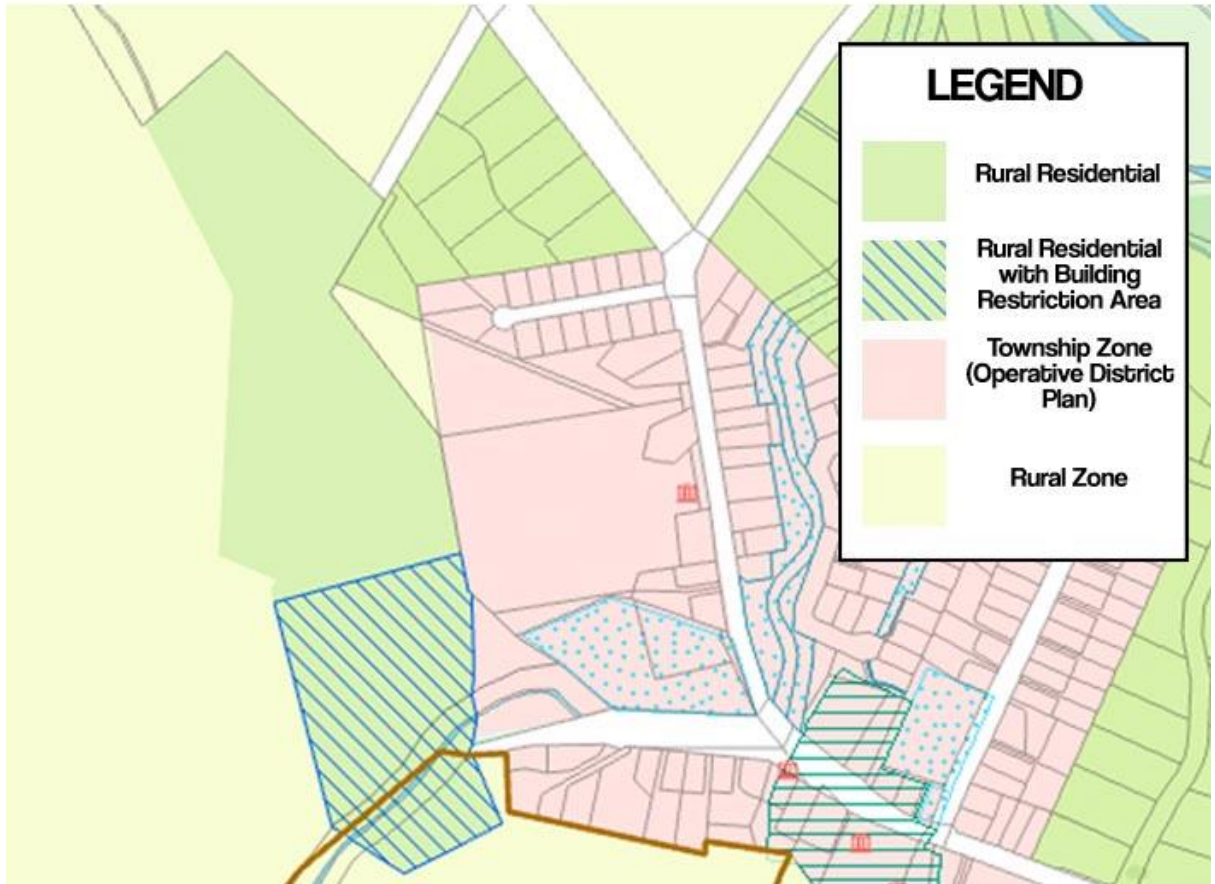 LEGEND
Rural Residential
Rural Residential
with Building
Restriction Area
Township Zone
(Operative District
Plan)
Rural Zone